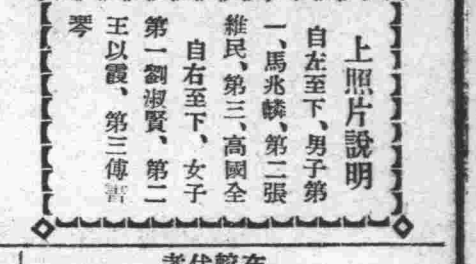 上照片說明
自左至下、男子第
一、馬兆麟、第二張
維民、第三、高國全
自右至下、女子
第一劉淑賢、第二
王以霞、第三傅
琴